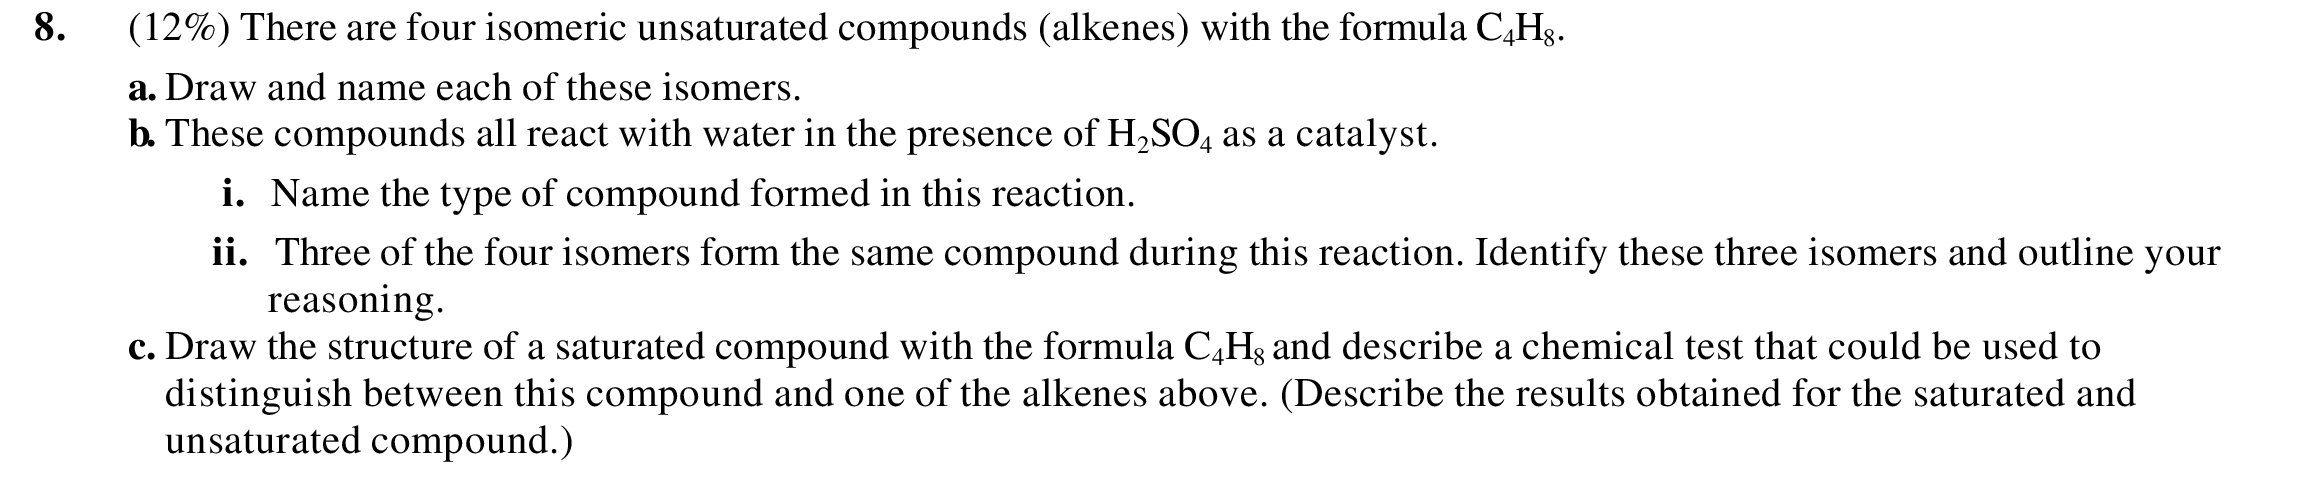 8. (12%) There are four isomeric unsaturated compounds (alkenes) with the formula C₄H₈.
a. Draw and name each of these isomers.
b. These compounds all react with water in the presence of H₂SO₄ as a catalyst.
i. Name the type of compound formed in this reaction.
ii. Three of the four isomers form the same compound during this reaction. Identify these three isomers and outline your
reasoning.
c. Draw the structure of a saturated compound with the formula C₄H₈ and describe a chemical test that could be used to
distinguish between this compound and one of the alkenes above. (Describe the results obtained for the saturated and
unsaturated compound.)